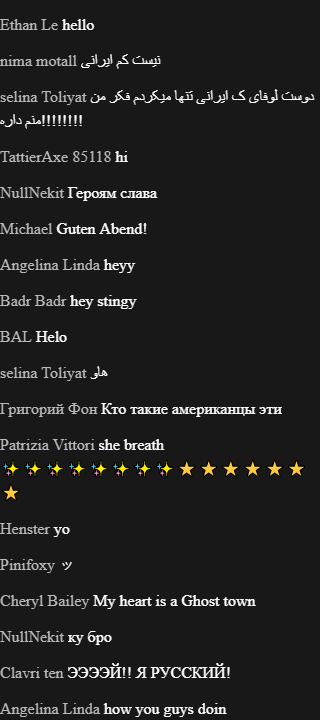 Ethan Le hello
nima motall نیست کم ایرانی
selina Toliyat دوست لوفای ک ایرانی تنها میکردم فکر من
منم داره!!!!!!!!
TattierAxe 85118 hi
NullNekit Героям слава
Michael Guten Abend!
Angelina Linda heyy
Badr Badr hey stingy
BAL Helo
selina Toliyat هاو
Григорий Фон Кто такие американцы эти
Patrizia Vittori she breath
✨✨✨✨✨✨✨✨⭐⭐⭐⭐⭐⭐
⭐
Henster yo
Pinifoxy ッ
Cheryl Bailey My heart is a Ghost town
NullNekit ку бро
Clavri ten ЭЭЭЭЙ!! Я РУССКИЙ!
Angelina Linda how you guys doin